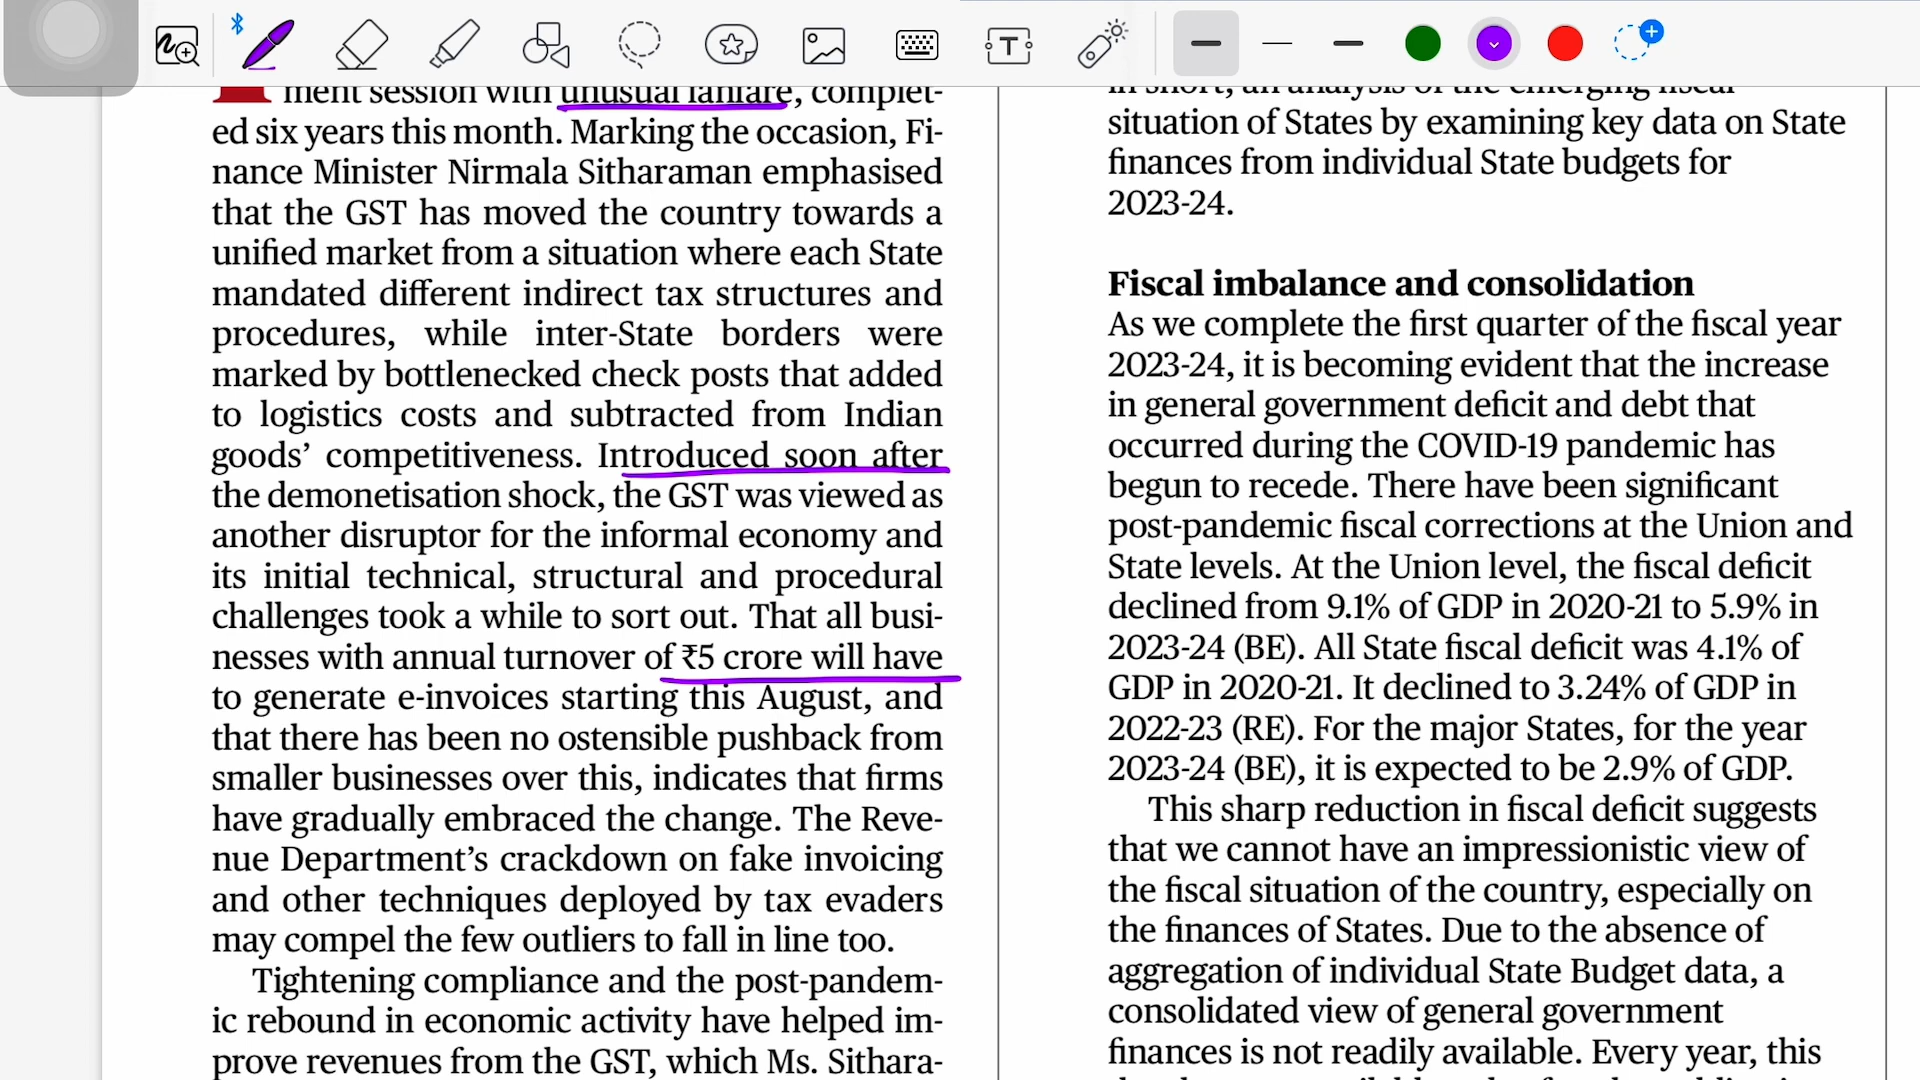 ment session with unusual fanfare, complet-
ed six years this month. Marking the occasion, Fi-
nance Minister Nirmala Sitharaman emphasised
that the GST has moved the country towards a
unified market from a situation where each State
mandated different indirect tax structures and
procedures, while inter-State borders were
marked by bottlenecked check posts that added
to logistics costs and subtracted from Indian
goods’ competitiveness. Introduced soon after
the demonetisation shock, the GST was viewed as
another disruptor for the informal economy and
its initial technical, structural and procedural
challenges took a while to sort out. That all busi-
nesses with annual turnover of ₹5 crore will have
to generate e-invoices starting this August, and
that there has been no ostensible pushback from
smaller businesses over this, indicates that firms
have gradually embraced the change. The Reve-
nue Department’s crackdown on fake invoicing
and other techniques deployed by tax evaders
may compel the few outliers to fall in line too.
Tightening compliance and the post-pandem-
ic rebound in economic activity have helped im-
prove revenues from the GST, which Ms. Sithara-
in short, an analysis of the emerging fiscal
situation of States by examining key data on State
finances from individual State budgets for
2023-24.
Fiscal imbalance and consolidation
As we complete the first quarter of the fiscal year
2023-24, it is becoming evident that the increase
in general government deficit and debt that
occurred during the COVID-19 pandemic has
begun to recede. There have been significant
post-pandemic fiscal corrections at the Union and
State levels. At the Union level, the fiscal deficit
declined from 9.1% of GDP in 2020-21 to 5.9% in
2023-24 (BE). All State fiscal deficit was 4.1% of
GDP in 2020-21. It declined to 3.24% of GDP in
2022-23 (RE). For the major States, for the year
2023-24 (BE), it is expected to be 2.9% of GDP.
This sharp reduction in fiscal deficit suggests
that we cannot have an impressionistic view of
the fiscal situation of the country, especially on
the finances of States. Due to the absence of
aggregation of individual State Budget data, a
consolidated view of general government
finances is not readily available. Every year, this